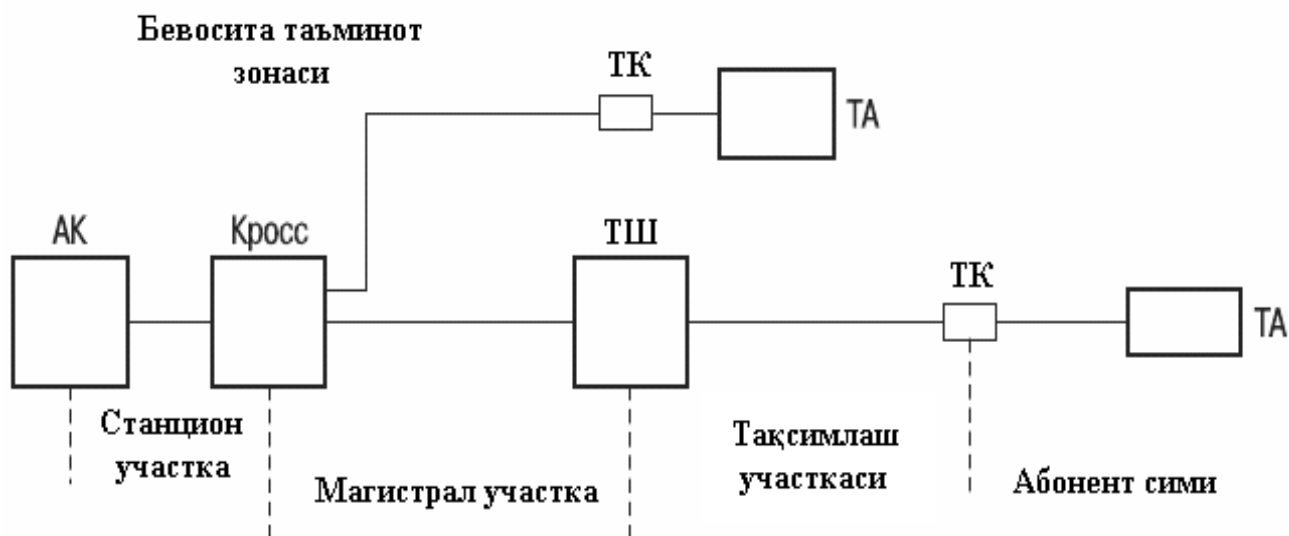 Бевосита таъминот
зонаси
ТК
ТА
АК
Кросс
ТШ
ТК
ТА
Станцион
участка
Магистрал участка
Тақсимлаш
участкаси
Абонент сими